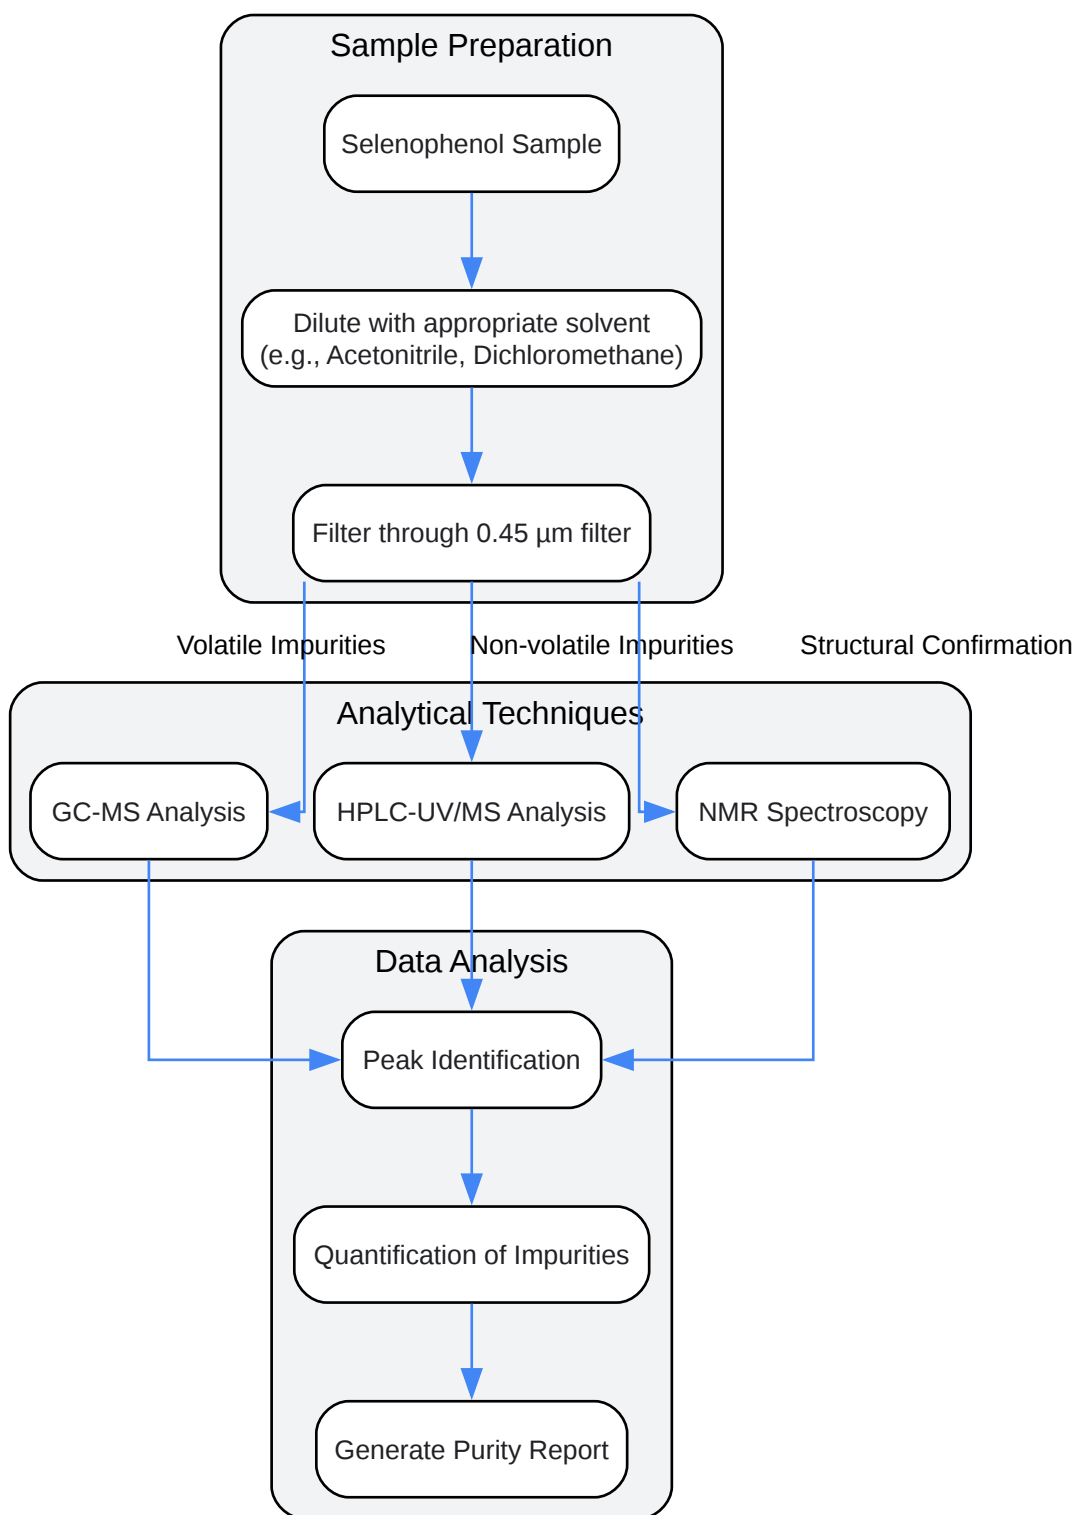 Sample Preparation
Selenophenol Sample
Dilute with appropriate solvent
(e.g., Acetonitrile, Dichloromethane)
Filter through 0.45 µm filter
Volatile Impurities
Non-volatile Impurities
Structural Confirmation
Analytical Techniques
GC-MS Analysis
HPLC-UV/MS Analysis
NMR Spectroscopy
Data Analysis
Peak Identification
Quantification of Impurities
Generate Purity Report